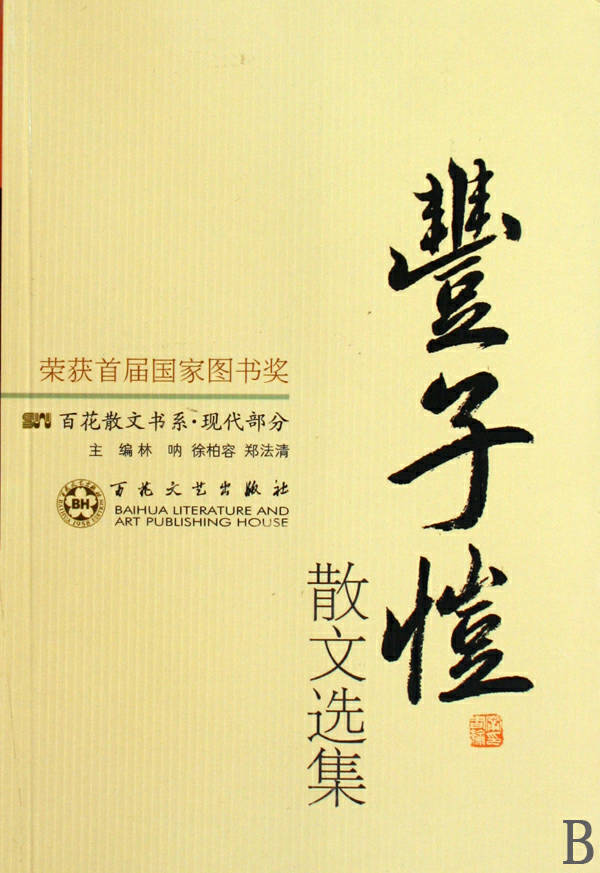 豐子愷
散文选集
荣获首届国家图书奖
百花散文书系·现代部分
主 编 林 呐 徐柏容 郑法清
BH
百花文艺出版社
BAIHUA LITERATURE AND
ART PUBLISHING HOUSE
B